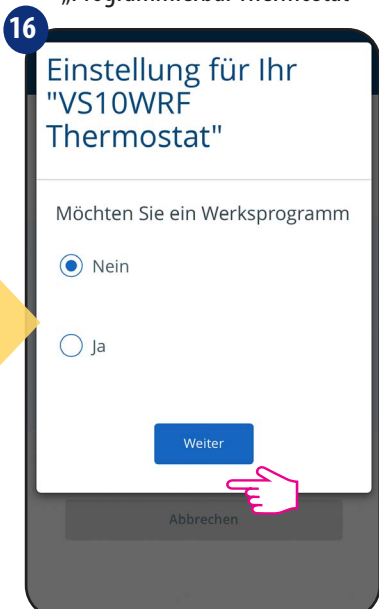 „Programmierbar Thermostat“
16
Einstellung für Ihr
"VS10WRF
Thermostat"
Möchten Sie ein Werksprogramm
Nein
Ja
Weiter
Abbrechen